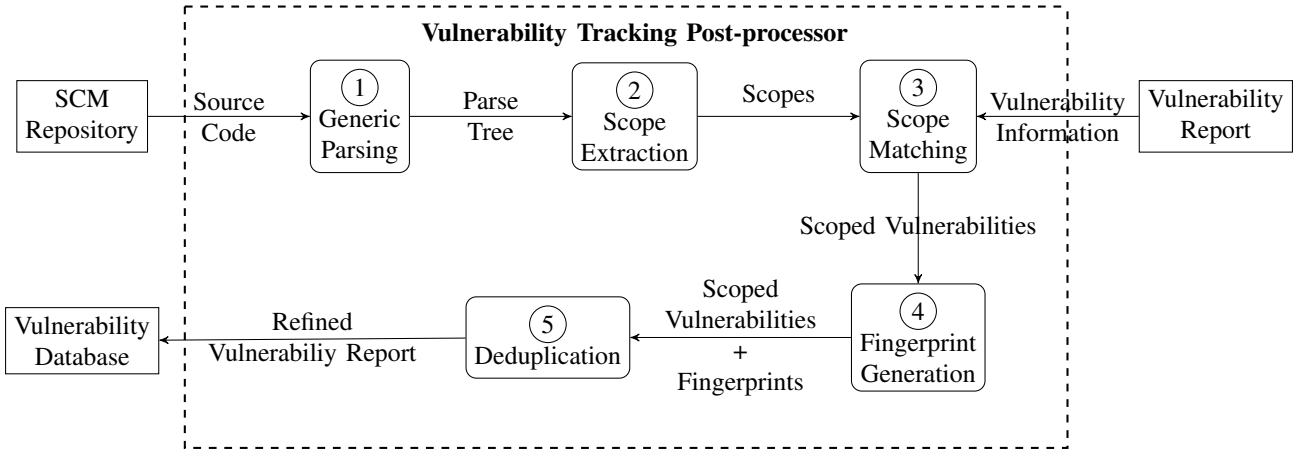 Vulnerability Tracking Post-processor
SCM
Repository
Source
Code
1
Generic
Parsing
Parse
Tree
2
Scope
Extraction
Scopes
3
Scope
Matching
Vulnerability
Information
Vulnerability
Report
Scoped Vulnerabilities
4
Fingerprint
Generation
Scoped
Vulnerabilities
+
Fingerprints
5
Deduplication
Refined
Vulnerabiliy Report
Vulnerability
Database